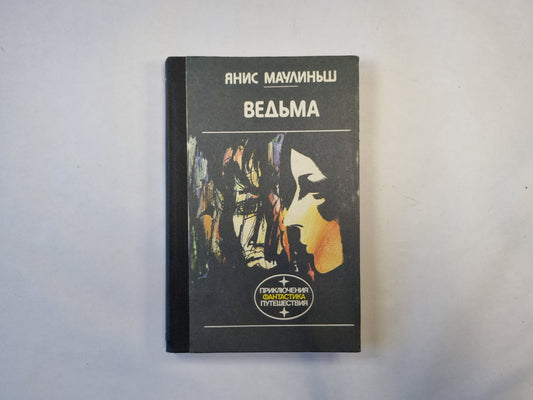 ЯНИС МАУЛИНЬШ
ВЕДЬМА
ПРИКЛЮЧЕНИЯ
ФАНТАСТИКА
ПУТЕШЕСТВИЯ